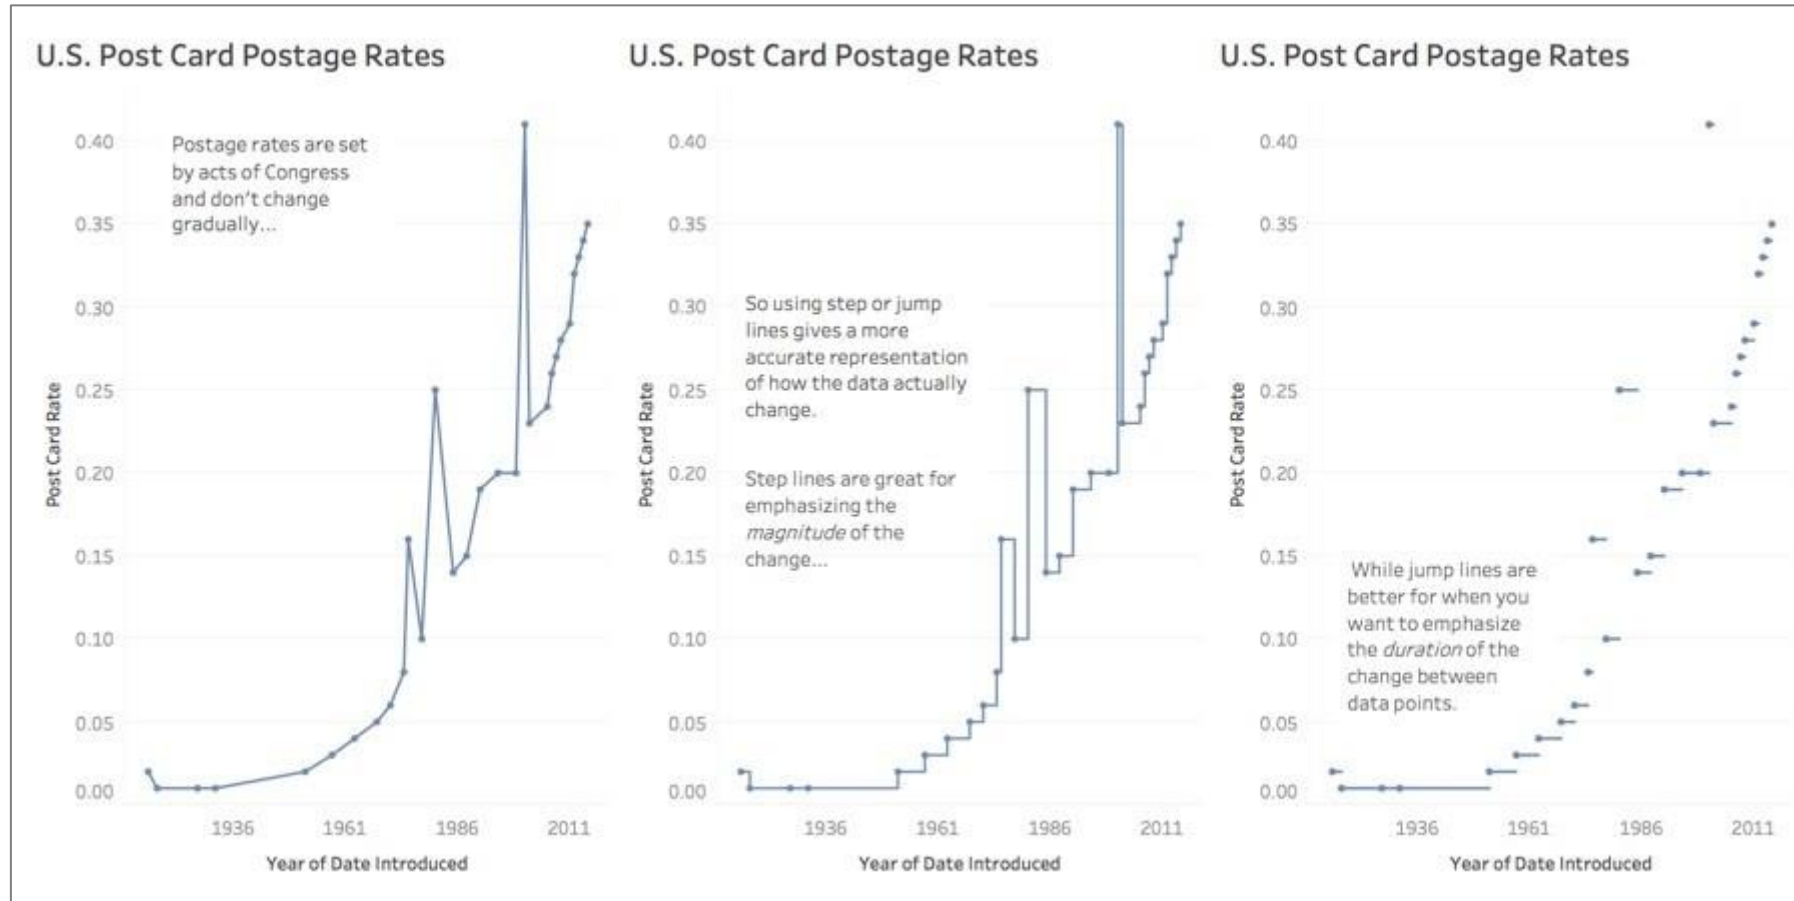 U.S. Post Card Postage Rates
Postage rates are set
by acts of Congress
and don't change
gradually...
0.40
0.35
0.30
0.25
0.20
0.15
0.10
0.05
0.00
Post Card Rate
1936
1961
1986
2011
Year of Date Introduced
U.S. Post Card Postage Rates
So using step or jump
lines gives a more
accurate representation
of how the data actually
change.
Step lines are great for
emphasizing the
magnitude of the
change...
0.40
0.35
0.30
0.25
0.20
0.15
0.10
0.05
0.00
Post Card Rate
1936
1961
1986
2011
Year of Date Introduced
U.S. Post Card Postage Rates
While jump lines are
better for when you
want to emphasize
the duration of the
change between
data points.
0.40
0.35
0.30
0.25
0.20
0.15
0.10
0.05
0.00
Post Card Rate
1936
1961
1986
2011
Year of Date Introduced